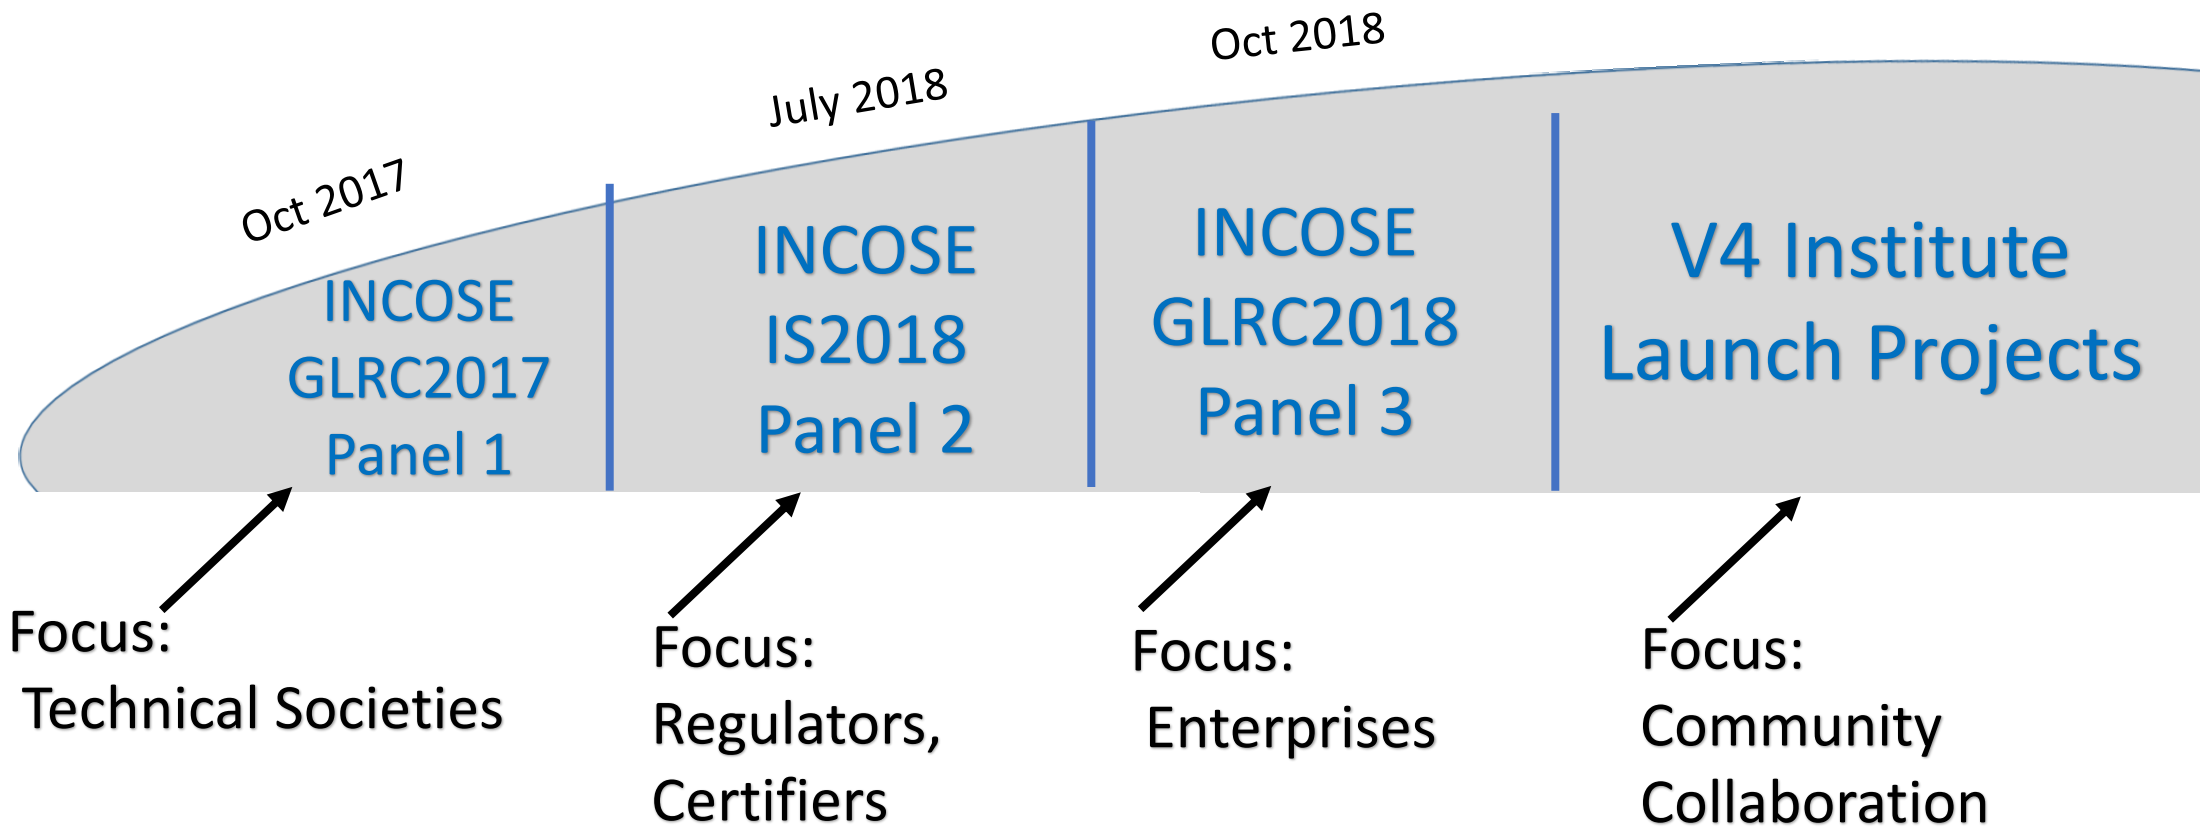 Oct 2017
July 2018
Oct 2018
INCOSE
GLRC2017
Panel 1
INCOSE
IS2018
Panel 2
INCOSE
GLRC2018
Panel 3
V4 Institute
Launch Projects
Focus:
Technical Societies
Focus:
Regulators,
Certifiers
Focus:
Enterprises
Focus:
Community
Collaboration